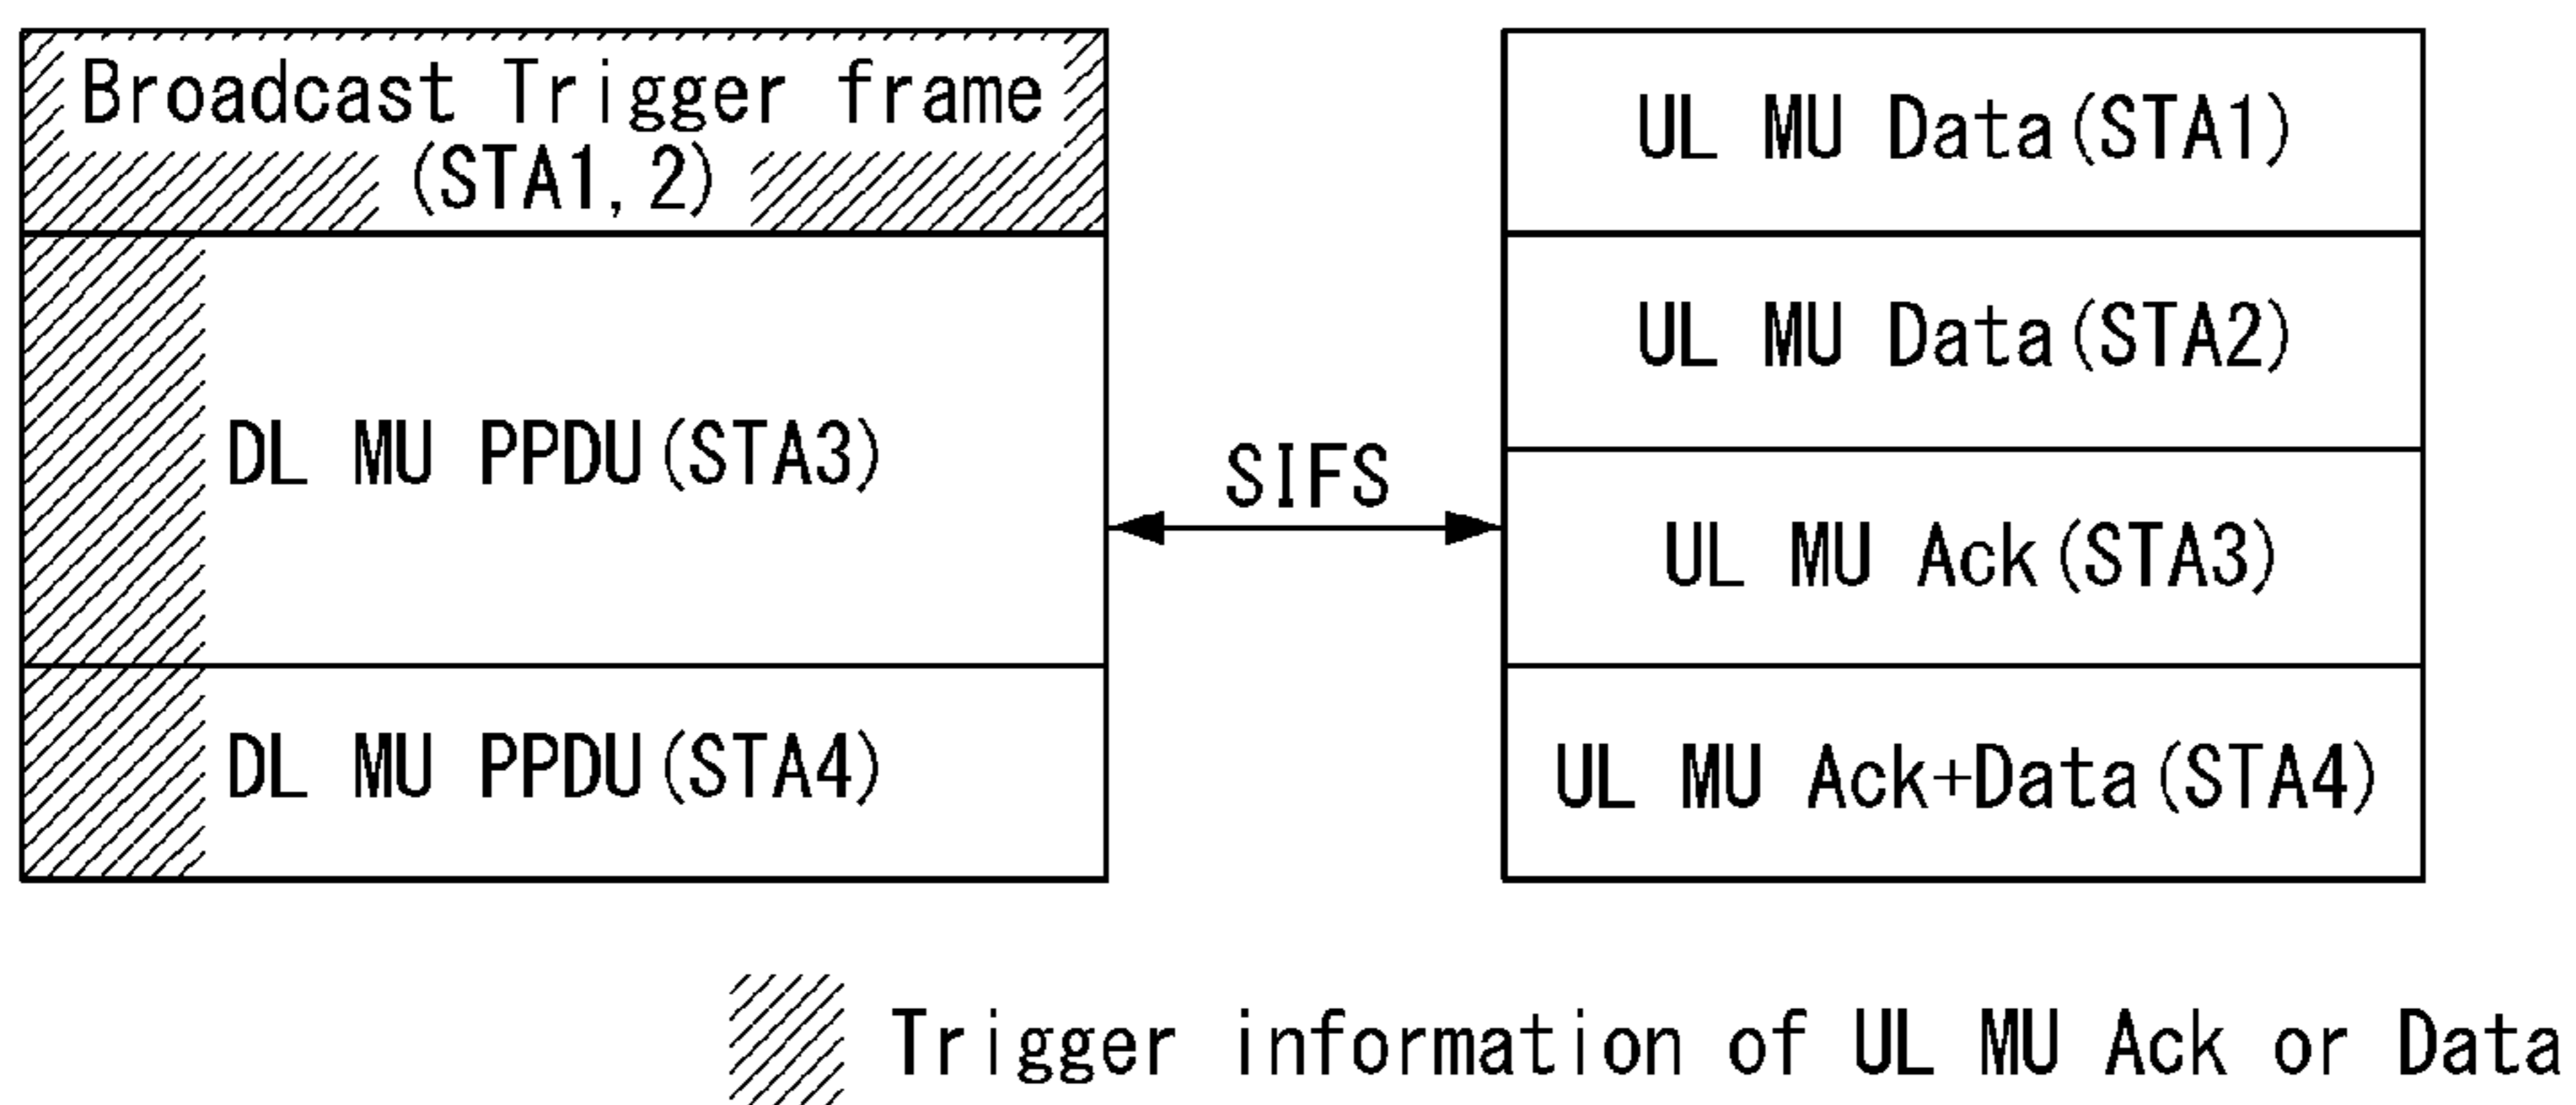 Broadcast Trigger frame
(STA1, 2)
DL MU PPDU(STA3)
DL MU PPDU(STA4)
SIFS
UL MU Data(STA1)
UL MU Data(STA2)
UL MU Ack(STA3)
UL MU Ack+Data(STA4)
Trigger information of UL MU Ack or Data